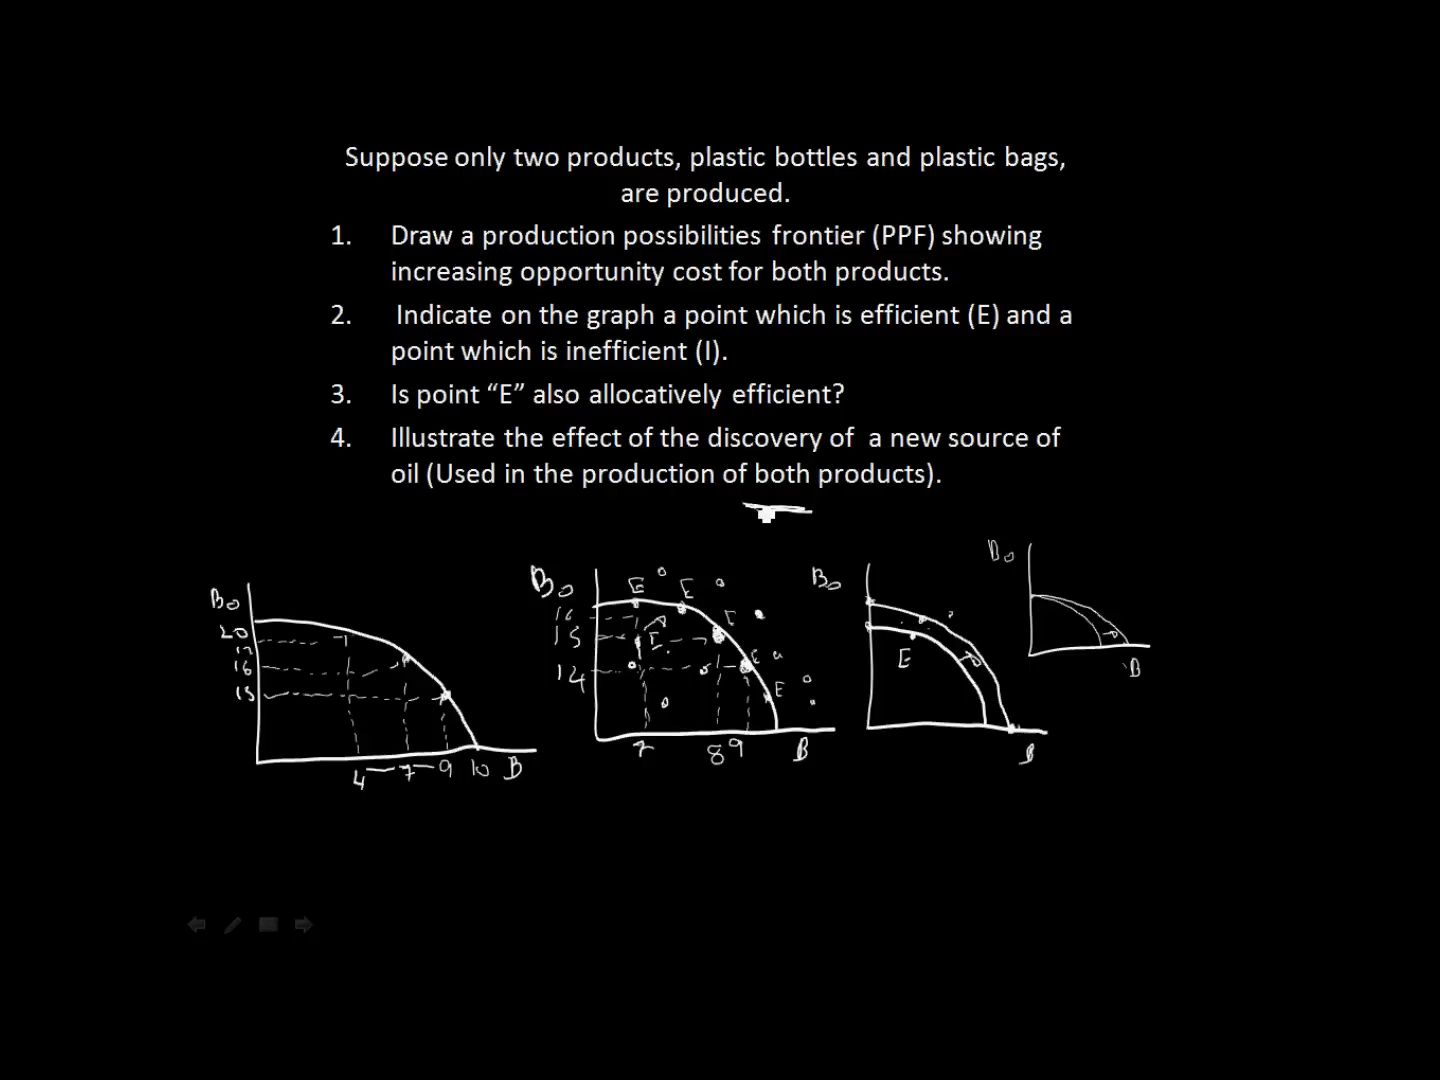 Suppose only two products, plastic bottles and plastic bags,
are produced.
1. Draw a production possibilities frontier (PPF) showing
increasing opportunity cost for both products.
2. Indicate on the graph a point which is efficient (E) and a
point which is inefficient (I).
3. Is point “E” also allocatively efficient?
4. Illustrate the effect of the discovery of a new source of
oil (Used in the production of both products).
Bo
20
16
15
4 7 9 10 B
Bo
E E
16
15
E
14
E
E
8 9 B
Bo
E
B
Bo
B